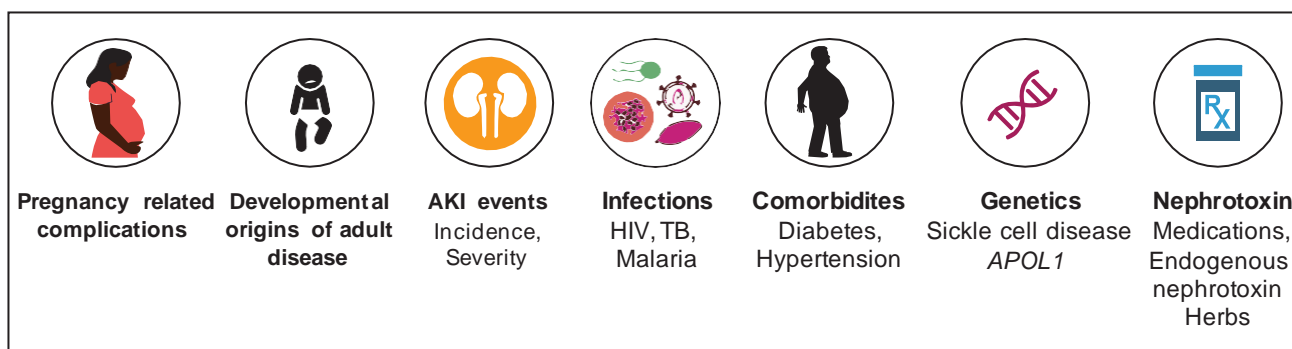 Pregnancy related
complications
Developmental
origins of adult
disease
AKI events
Incidence,
Severity
Infections
HIV, TB,
Malaria
Comorbidites
Diabetes,
Hypertension
Genetics
Sickle cell disease
APOL1
Rx
Nephrotoxin
Medications,
Endogenous
nephrotoxin
Herbs